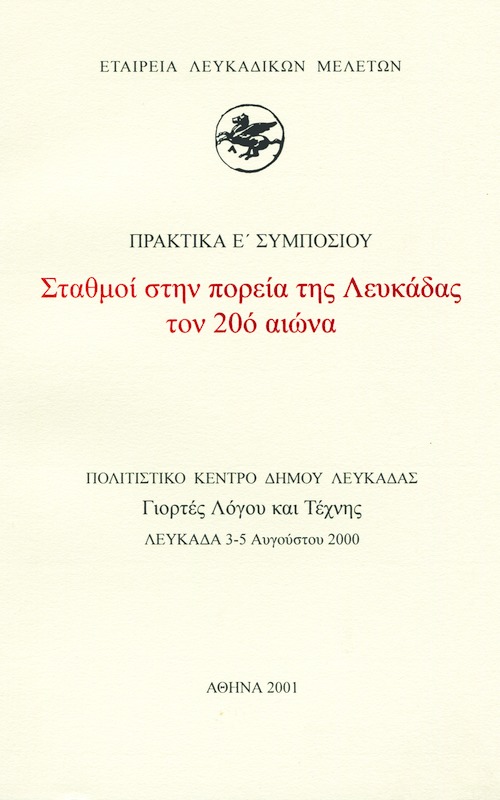 ΕΤΑΙΡΕΙΑ ΛΕΥΚΑΔΙΚΩΝ ΜΕΛΕΤΩΝ
ΠΡΑΚΤΙΚΑ Ε΄ ΣΥΜΠΟΣΙΟΥ
Σταθμοί στην πορεία της Λευκάδας
τον 20ό αιώνα
ΠΟΛΙΤΙΣΤΙΚΟ ΚΕΝΤΡΟ ΔΗΜΟΥ ΛΕΥΚΑΔΑΣ
Γιορτές Λόγου και Τέχνης
ΛΕΥΚΑΔΑ 3-5 Αυγούστου 2000
ΑΘΗΝΑ 2001